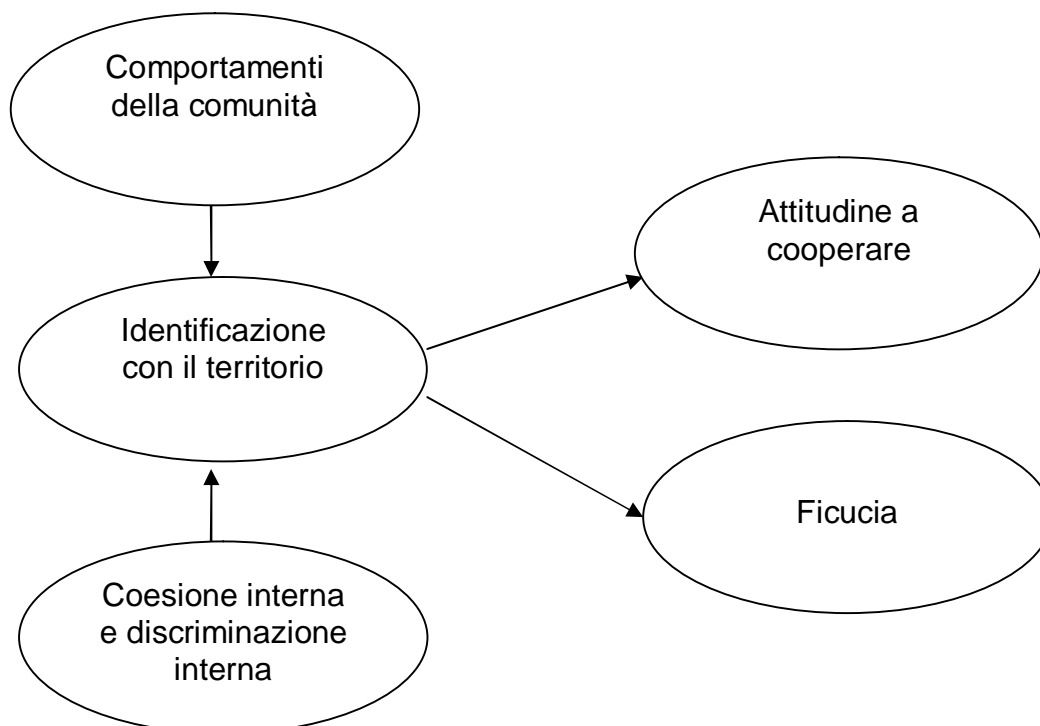 Comportamenti
della comunità
Attitudine a
cooperare
Identificazione
con il territorio
Ficucia
Coesione interna
e discriminazione
interna